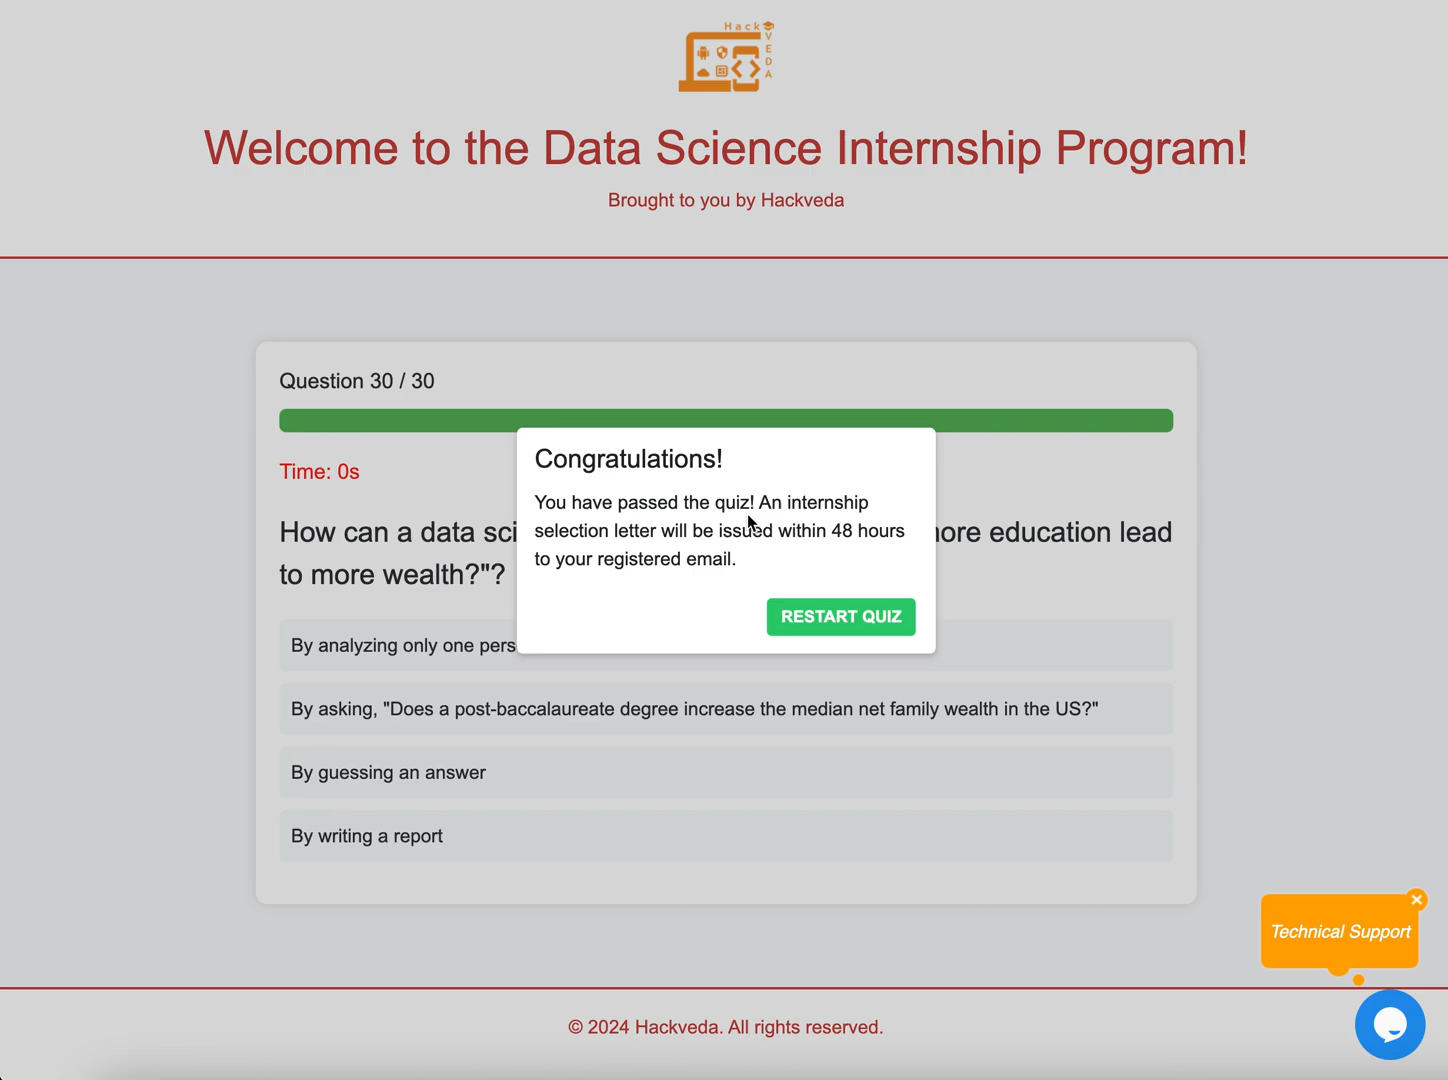 Hack
VEDA
Welcome to the Data Science Internship Program!
Brought to you by Hackveda
Question 30 / 30
Time: 0s
How can a data sci
ore education lead
to more wealth?"?
Congratulations!
You have passed the quiz! An internship
selection letter will be issued within 48 hours
to your registered email.
RESTART QUIZ
By analyzing only one pers
By asking, "Does a post-baccalaureate degree increase the median net family wealth in the US?"
By guessing an answer
By writing a report
Technical Support
© 2024 Hackveda. All rights reserved.